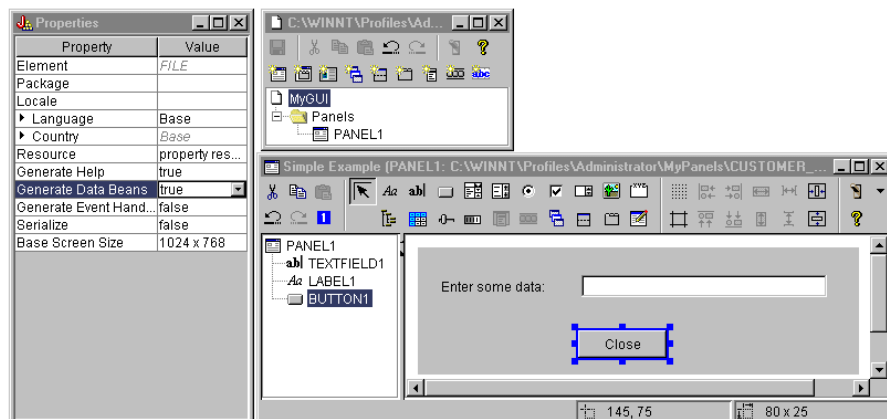 Properties
Property Value
Element FILE
Package
Locale
Language Base
Country Base
Resource property res...
Generate Help true
Generate Data Beans true
Generate Event Hand... false
Serialize false
Base Screen Size 1024 x 768
C:\WINNT\Profiles\Ad...
MyGUI
Panels
PANEL1
Simple Example (PANEL1: C:\WINNT\Profiles\Administrator\MyPanels\CUSTOMER_...
PANEL1
TEXTFIELD1
LABEL1
BUTTON1
Enter some data:
Close
145, 75
80 x 25